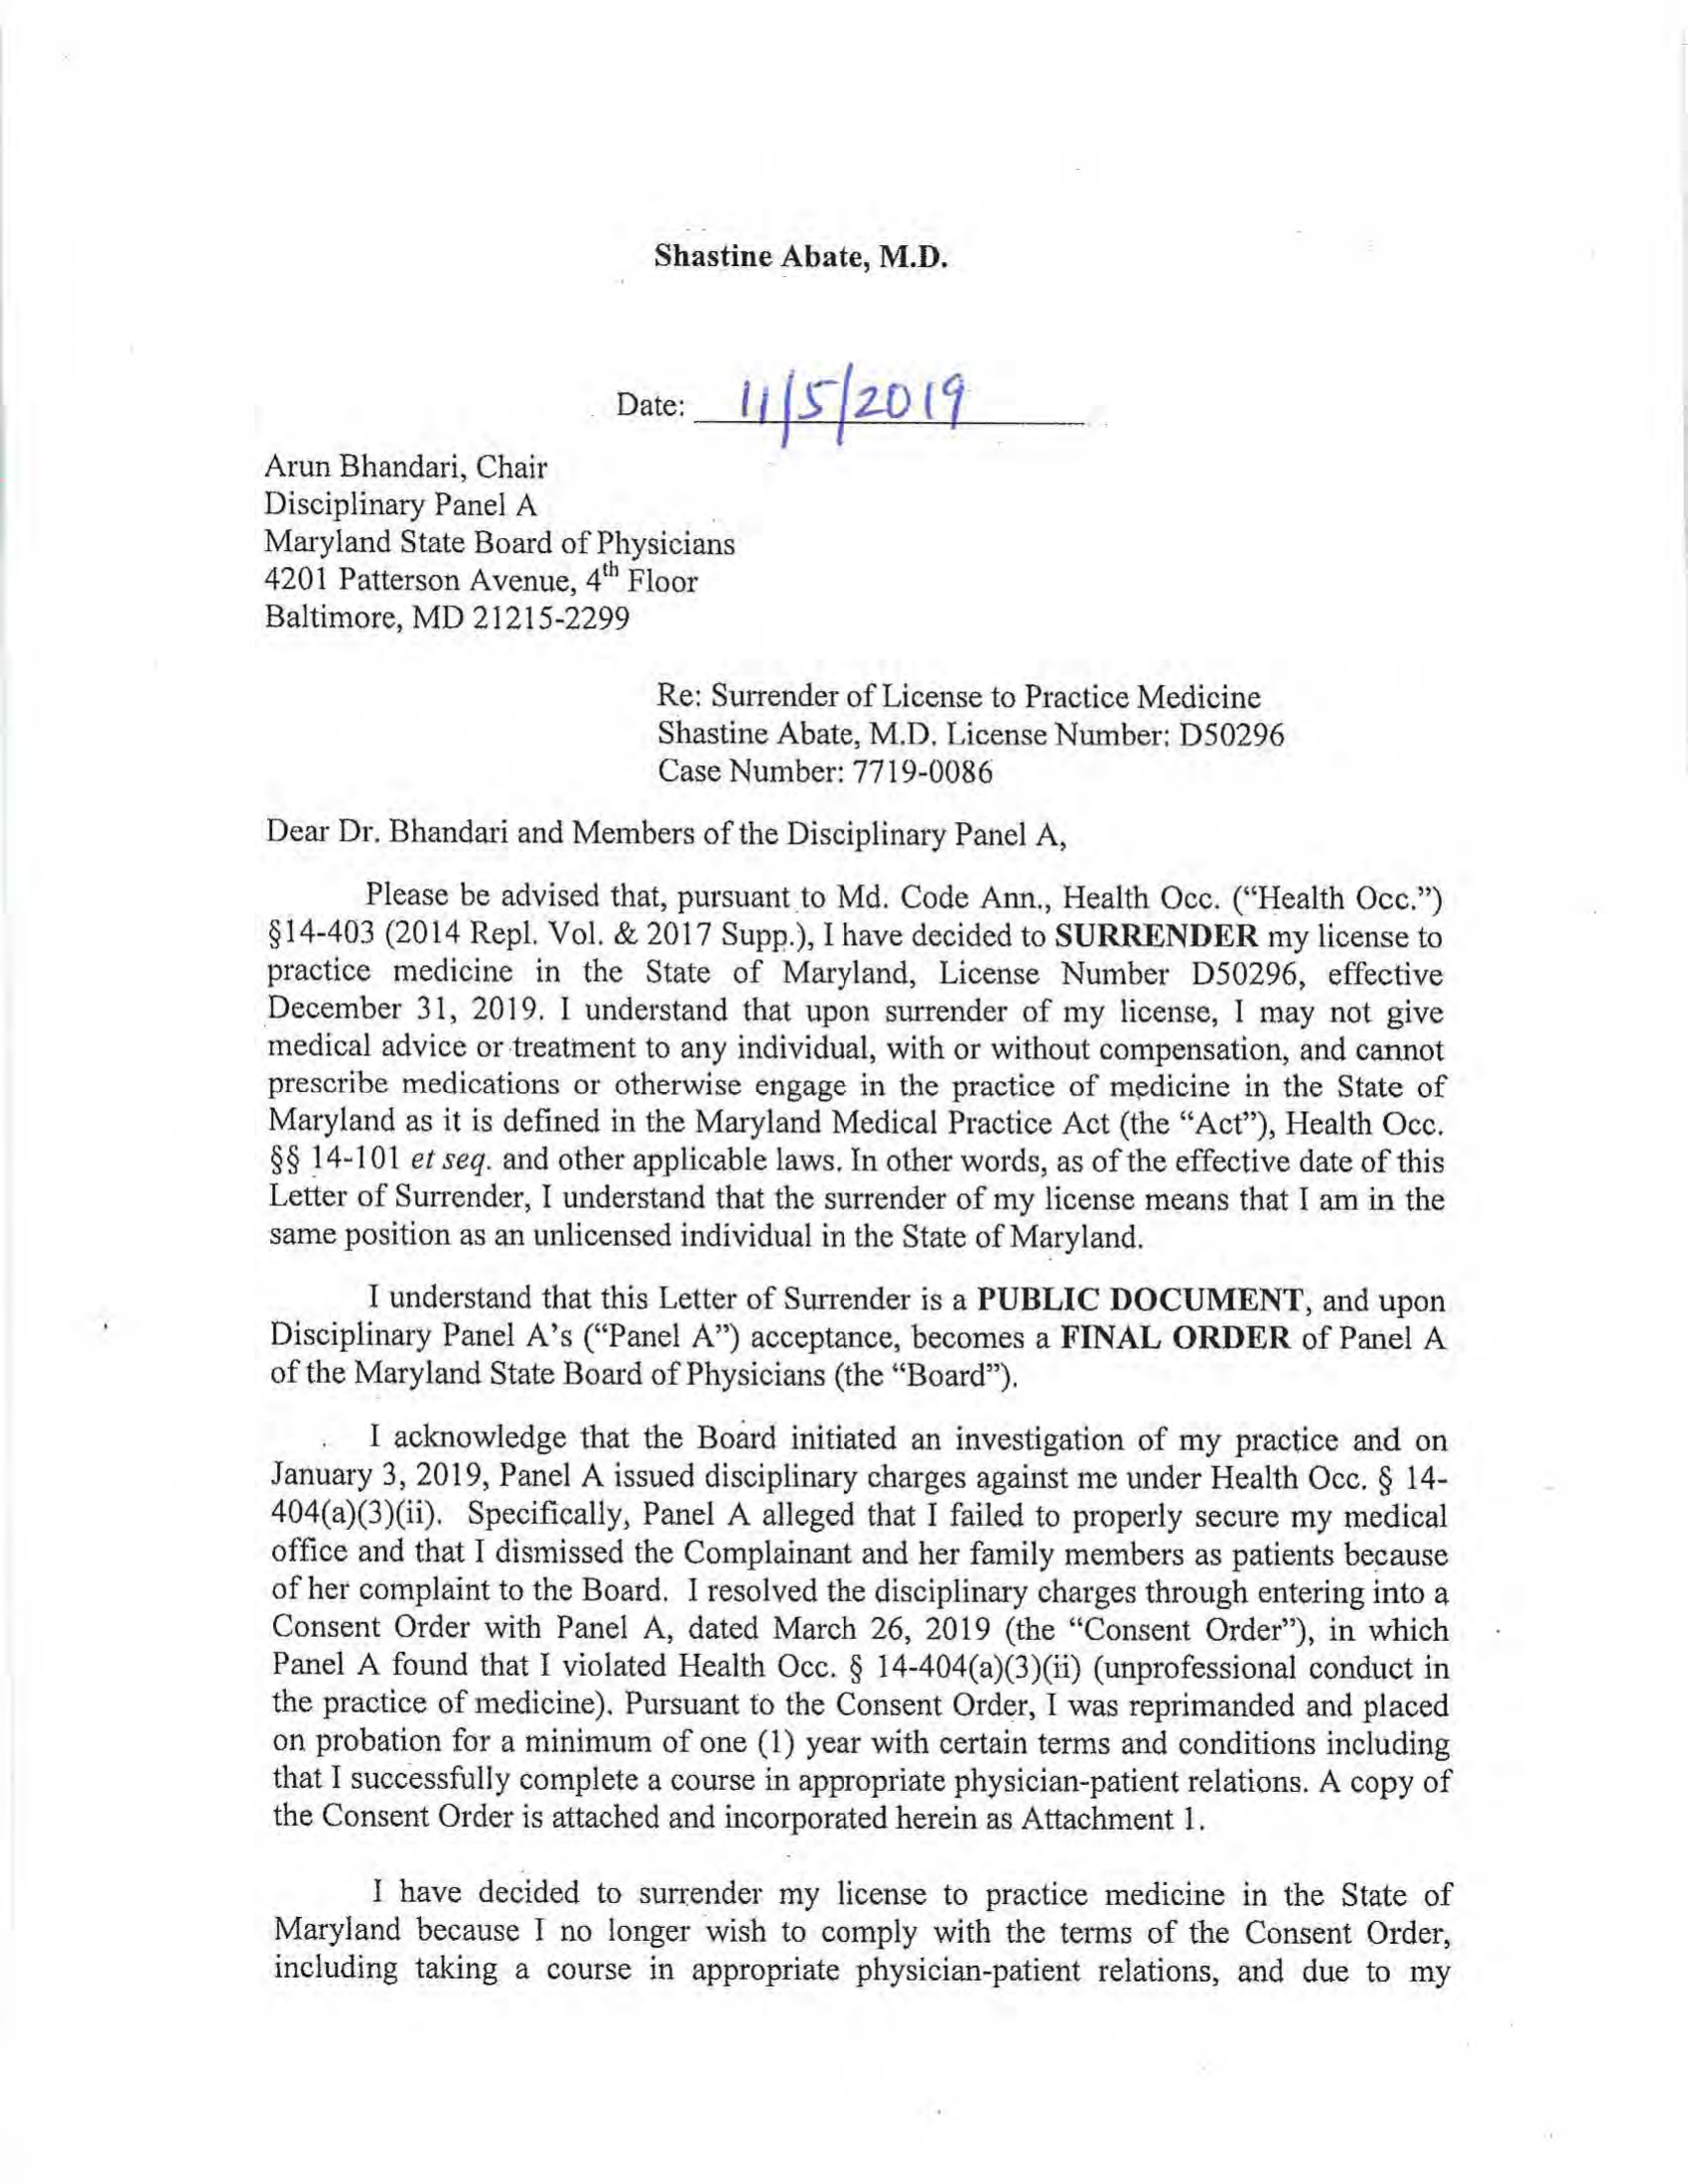 Shastine Abate, M.D.
Date: 11/5/2019
Arun Bhandari, Chair
Disciplinary Panel A
Maryland State Board of Physicians
4201 Patterson Avenue, 4th Floor
Baltimore, MD 21215-2299
Re: Surrender of License to Practice Medicine
Shastine Abate, M.D. License Number: D50296
Case Number: 7719-0086
Dear Dr. Bhandari and Members of the Disciplinary Panel A,
Please be advised that, pursuant to Md. Code Ann., Health Occ. (“Health Occ.”)
§14-403 (2014 Repl. Vol. & 2017 Supp.), I have decided to SURRENDER my license to
practice medicine in the State of Maryland, License Number D50296, effective
December 31, 2019. I understand that upon surrender of my license, I may not give
medical advice or treatment to any individual, with or without compensation, and cannot
prescribe medications or otherwise engage in the practice of medicine in the State of
Maryland as it is defined in the Maryland Medical Practice Act (the “Act”), Health Occ.
§§ 14-101 et seq. and other applicable laws. In other words, as of the effective date of this
Letter of Surrender, I understand that the surrender of my license means that I am in the
same position as an unlicensed individual in the State of Maryland.
I understand that this Letter of Surrender is a PUBLIC DOCUMENT, and upon
Disciplinary Panel A’s (“Panel A”) acceptance, becomes a FINAL ORDER of Panel A
of the Maryland State Board of Physicians (the “Board”).
I acknowledge that the Board initiated an investigation of my practice and on
January 3, 2019, Panel A issued disciplinary charges against me under Health Occ. § 14-
404(a)(3)(ii). Specifically, Panel A alleged that I failed to properly secure my medical
office and that I dismissed the Complainant and her family members as patients because
of her complaint to the Board. I resolved the disciplinary charges through entering into a
Consent Order with Panel A, dated March 26, 2019 (the “Consent Order”), in which
Panel A found that I violated Health Occ. § 14-404(a)(3)(ii) (unprofessional conduct in
the practice of medicine). Pursuant to the Consent Order, I was reprimanded and placed
on probation for a minimum of one (1) year with certain terms and conditions including
that I successfully complete a course in appropriate physician-patient relations. A copy of
the Consent Order is attached and incorporated herein as Attachment 1.
I have decided to surrender my license to practice medicine in the State of
Maryland because I no longer wish to comply with the terms of the Consent Order,
including taking a course in appropriate physician-patient relations, and due to my